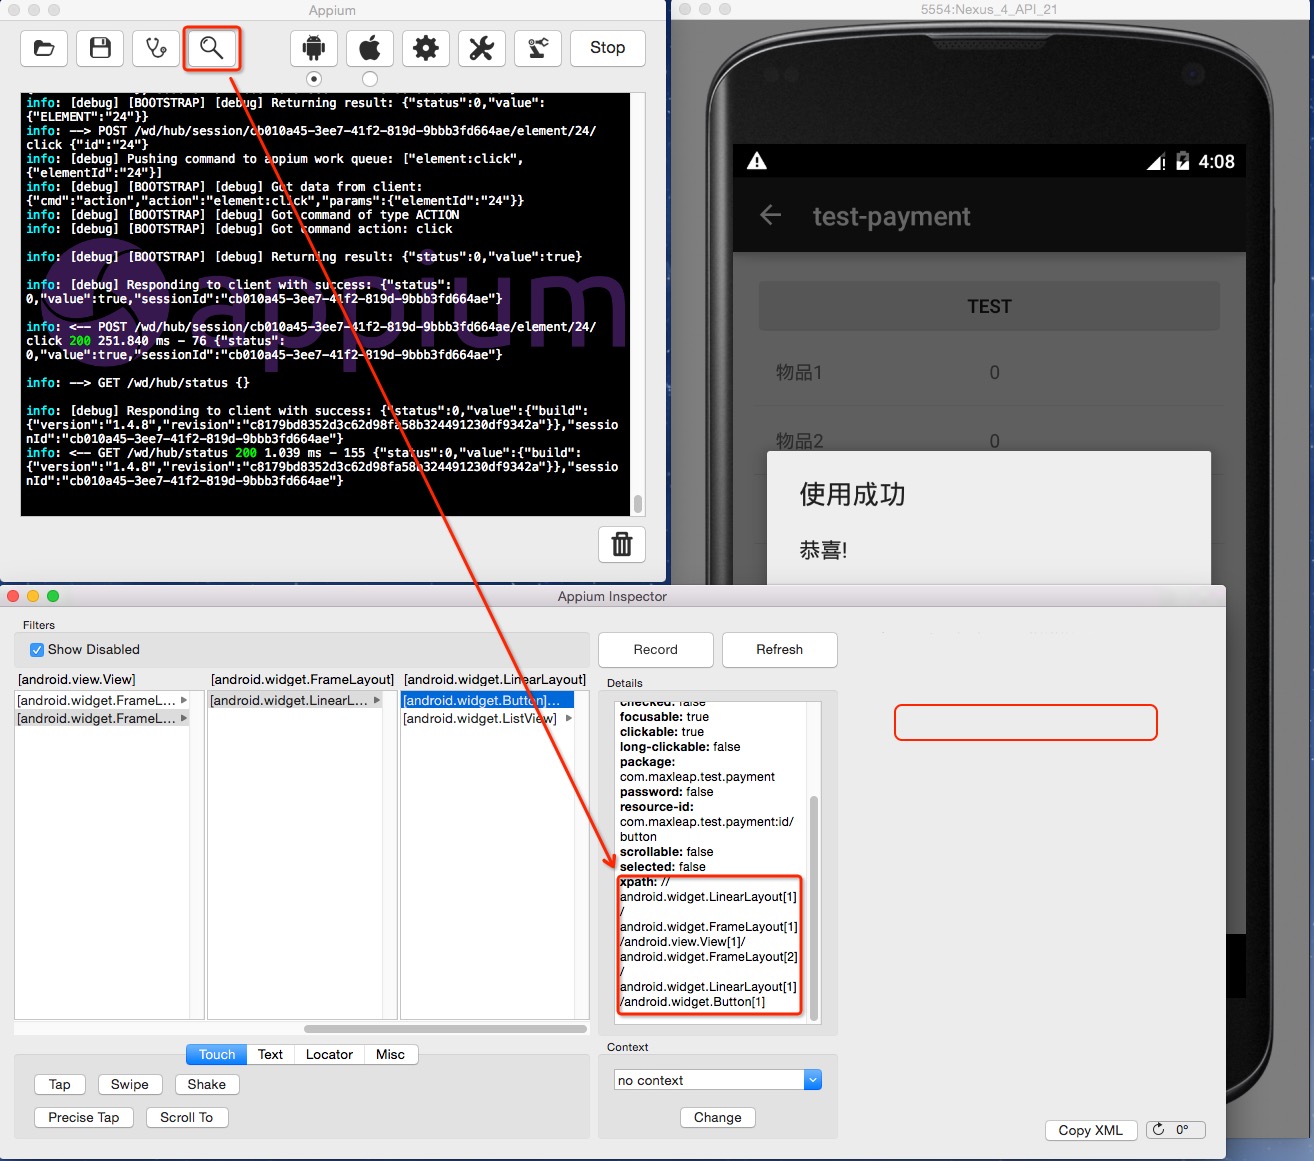 Appium
Stop
info: [debug] [BOOTSTRAP] [debug] Returning result: {"status":0,"value":
{"ELEMENT":"24"}}
info: --> POST /wd/hub/session/cb010a45-3ee7-41f2-819d-9bbb3fd664ae/element/24/
click {"id":"24"}
info: [debug] Pushing command to appium work queue: ["element:click",
{"elementId":"24"}]
info: [debug] [BOOTSTRAP] [debug] Got data from client:
{"cmd":"action","action":"element:click","params":{"elementId":"24"}}
info: [debug] [BOOTSTRAP] [debug] Got command of type ACTION
info: [debug] [BOOTSTRAP] [debug] Got command action: click
info: [debug] [BOOTSTRAP] [debug] Returning result: {"status":0,"value":true}
info: [debug] Responding to client with success: {"status":
0,"value":true,"sessionId":"cb010a45-3ee7-41f2-819d-9bbb3fd664ae"}
info: <-- POST /wd/hub/session/cb010a45-3ee7-41f2-819d-9bbb3fd664ae/element/24/
click 200 251.840 ms - 76 {"status":
0,"value":true,"sessionId":"cb010a45-3ee7-41f2-819d-9bbb3fd664ae"}
info: --> GET /wd/hub/status {}
info: [debug] Responding to client with success: {"status":0,"value":{"build":
{"version":"1.4.8","revision":"c8179bd8352d3c62d98fa58b324491230df9342a"}},"sessio
nId":"cb010a45-3ee7-41f2-819d-9bbb3fd664ae"}
info: <-- GET /wd/hub/status 200 1.039 ms - 155 {"status":0,"value":{"build":
{"version":"1.4.8","revision":"c8179bd8352d3c62d98fa58b324491230df9342a"}},"sessio
nId":"cb010a45-3ee7-41f2-819d-9bbb3fd664ae"}
appium
5554:Nexus_4_API_21
4:08
test-payment
TEST
物品1 0
物品2 0
使用成功
恭喜!
Appium Inspector
Filters
Show Disabled
Record
Refresh
[android.view.View] [android.widget.FrameLayout] [android.widget.LinearLayout]
[android.widget.FrameL... [android.widget.LinearL... [android.widget.Button]...
[android.widget.FrameL... [android.widget.ListView]
Details
checked: false
focusable: true
clickable: true
long-clickable: false
package:
com.maxleap.test.payment
password: false
resource-id:
com.maxleap.test.payment:id/
button
scrollable: false
selected: false
xpath: //
android.widget.LinearLayout[1]
/
android.widget.FrameLayout[1]
/android.view.View[1]/
android.widget.FrameLayout[2]
/
android.widget.LinearLayout[1]
/android.widget.Button[1]
Touch Text Locator Misc
Tap Swipe Shake
Precise Tap Scroll To
Context
no context
Change
Copy XML
0°